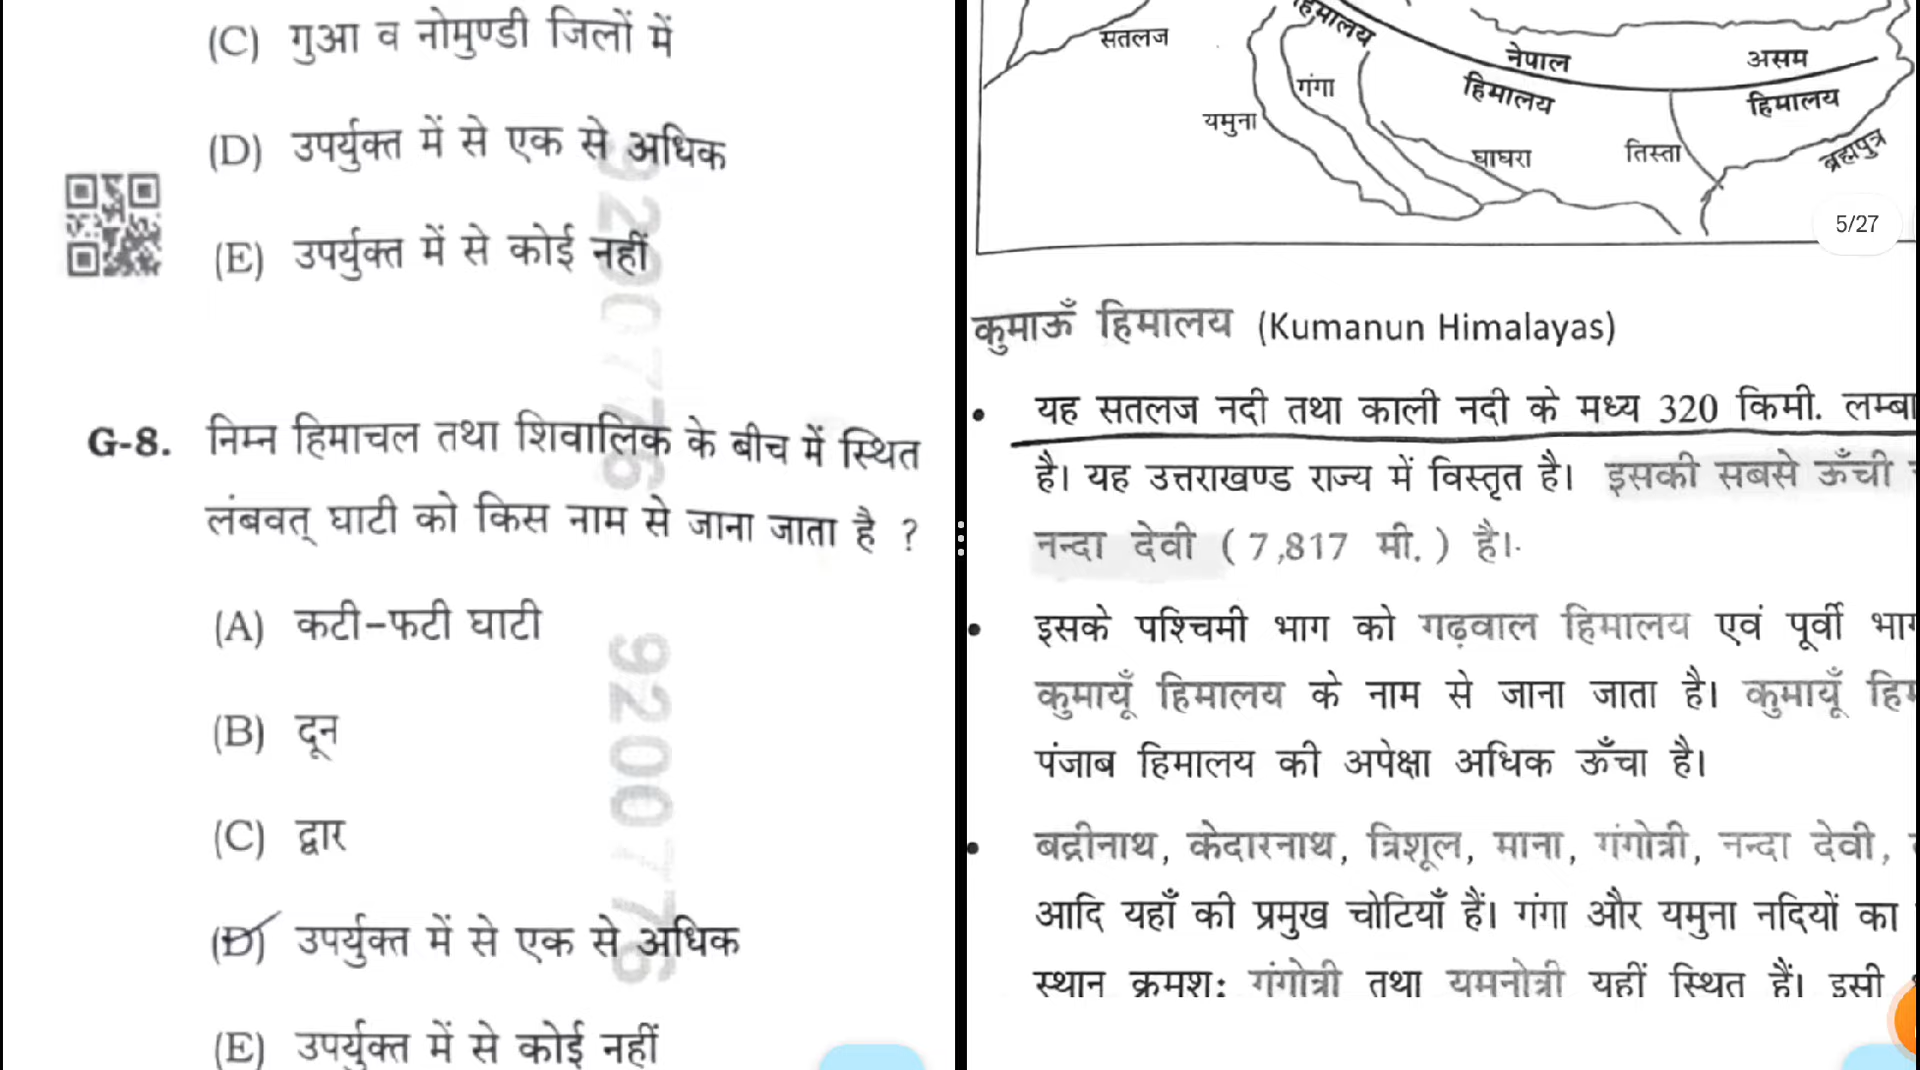 (C) गुआ व नोमुण्डी जिलों में
(D) उपर्युक्त में से एक से अधिक
(E) उपर्युक्त में से कोई नहीं
G-8. निम्न हिमाचल तथा शिवालिक के बीच में स्थित
लंबवत् घाटी को किस नाम से जाना जाता है ?
(A) कटी-फटी घाटी
(B) दून
(C) द्वार
(D) उपर्युक्त में से एक से अधिक
(E) उपर्युक्त में से कोई नहीं
9200776
9200776
हिमालय
सतलज
नेपाल
असम
गंगा
हिमालय
हिमालय
यमुना
घाघरा
तिस्ता
ब्रह्मपुत्र
5/27
कुमाऊँ हिमालय (Kumanun Himalayas)
• यह सतलज नदी तथा काली नदी के मध्य 320 किमी.
है। यह उत्तराखण्ड राज्य में विस्तृत है। इसकी सबसे ऊँची
नन्दा देवी (7,817 मी.) है।
• इसके पश्चिमी भाग को गढ़वाल हिमालय एवं पूर्वी
कुमायूँ हिमालय के नाम से जाना जाता है। कुमायूँ
पंजाब हिमालय की अपेक्षा अधिक ऊँचा है।
• बद्रीनाथ, केदारनाथ, त्रिशूल, माना, गंगोत्री, नन्दा देवी,
आदि यहाँ की प्रमुख चोटियाँ हैं। गंगा और यमुना नदियों का
स्थान क्रमश: गंगोत्री तथा यमनोत्री यहीं स्थित हैं। इसी